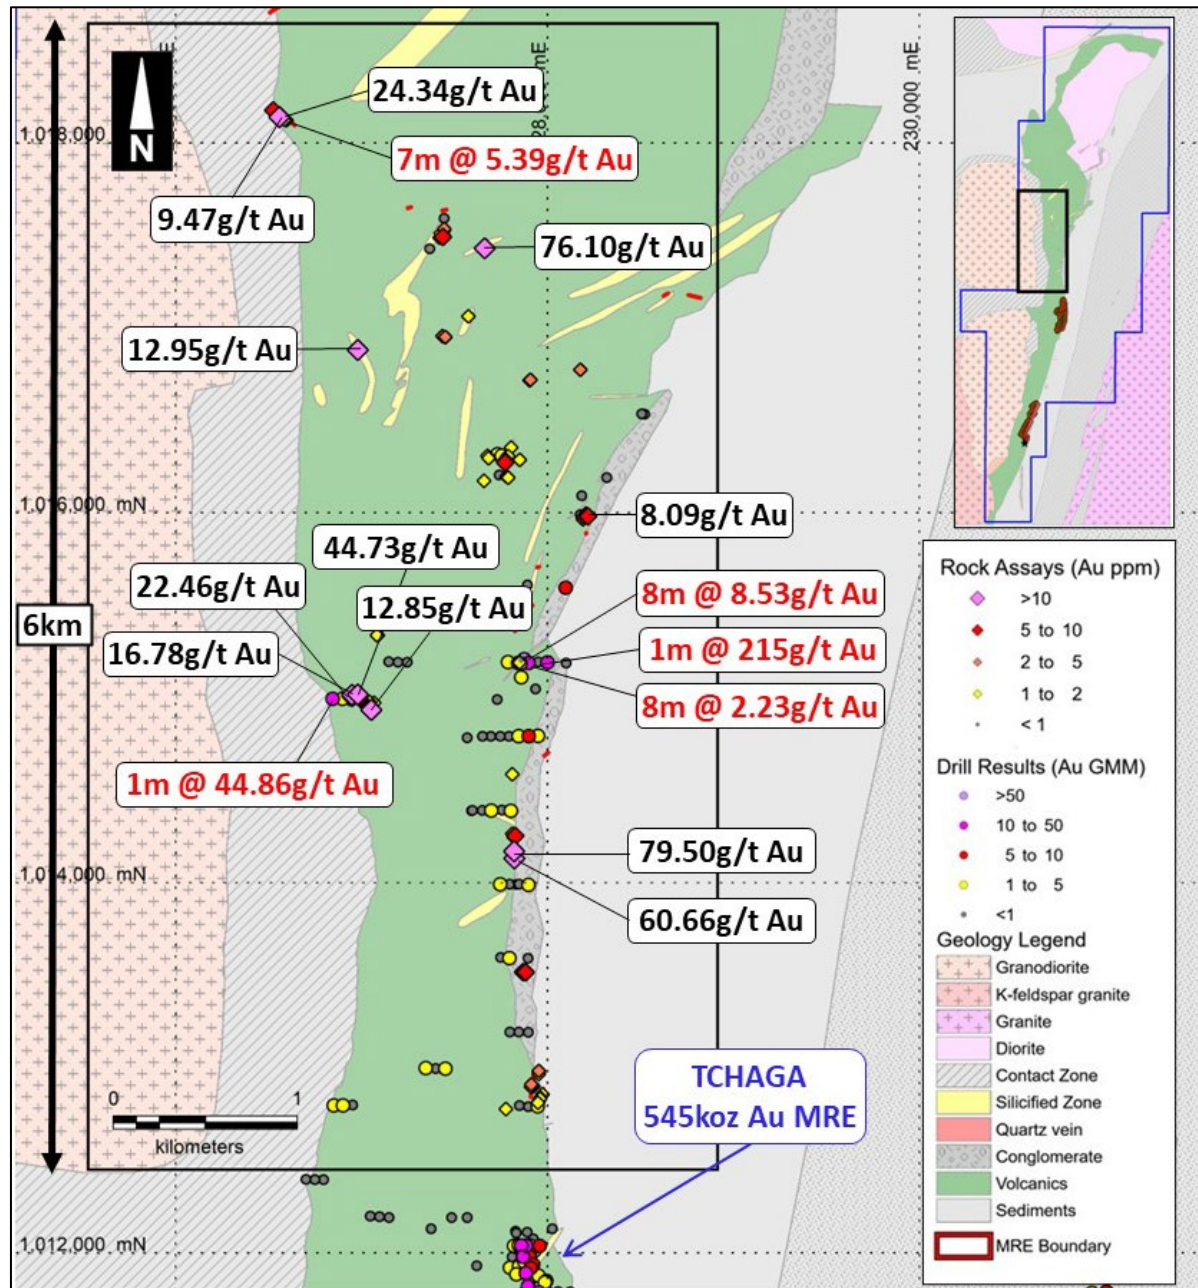 mE
28 mE
230,000 mE
24.34g/t Au
1,018,000
N
7m @ 5.39g/t Au
9.47g/t Au
76.10g/t Au
12.95g/t Au
1,016,000 mN
8.09g/t Au
44.73g/t Au
22.46g/t Au
12.85g/t Au
8m @ 8.53g/t Au
6km
16.78g/t Au
1m @ 215g/t Au
8m @ 2.23g/t Au
1m @ 44.86g/t Au
79.50g/t Au
1,014,000 mN
60.66g/t Au
TCHAGA
545koz Au MRE
0 1
kilometers
1,012,000 mN
Rock Assays (Au ppm)
>10
5 to 10
2 to 5
1 to 2
< 1
Drill Results (Au GMM)
>50
10 to 50
5 to 10
1 to 5
<1
Geology Legend
Granodiorite
K-feldspar granite
Granite
Diorite
Contact Zone
Silicified Zone
Quartz vein
Conglomerate
Volcanics
Sediments
MRE Boundary